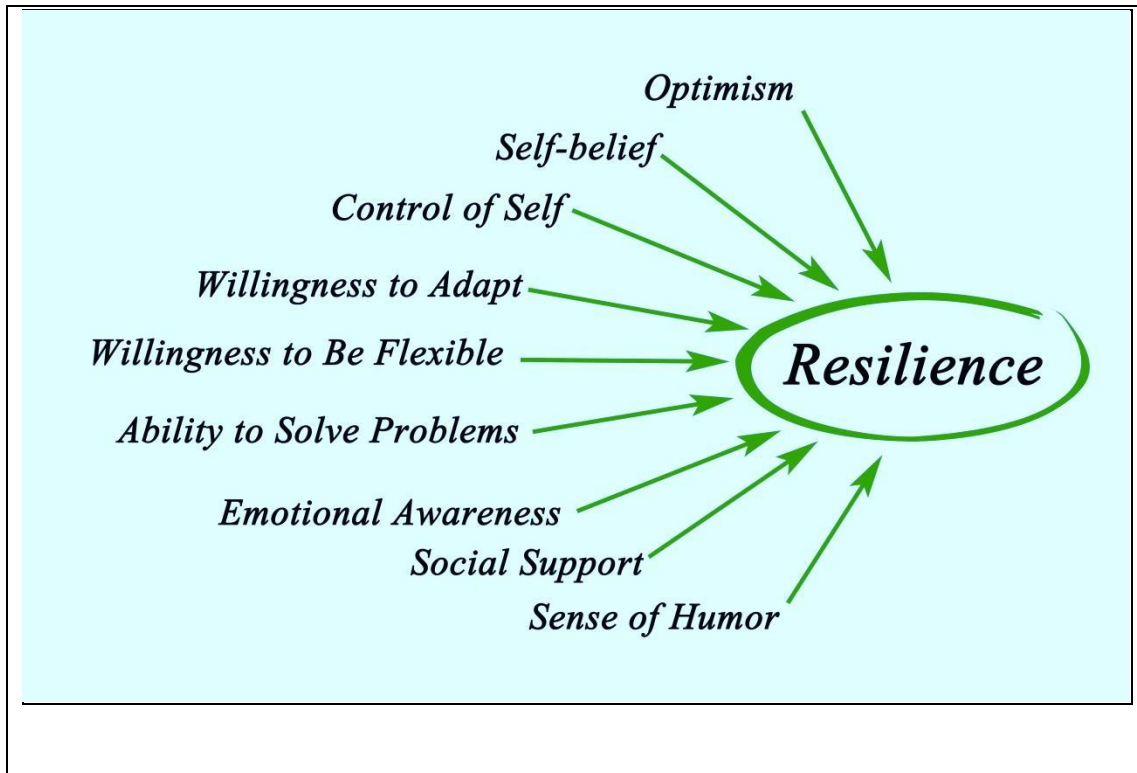 Optimism
Self-belief
Control of Self
Willingness to Adapt
Willingness to Be Flexible
Resilience
Ability to Solve Problems
Emotional Awareness
Social Support
Sense of Humor